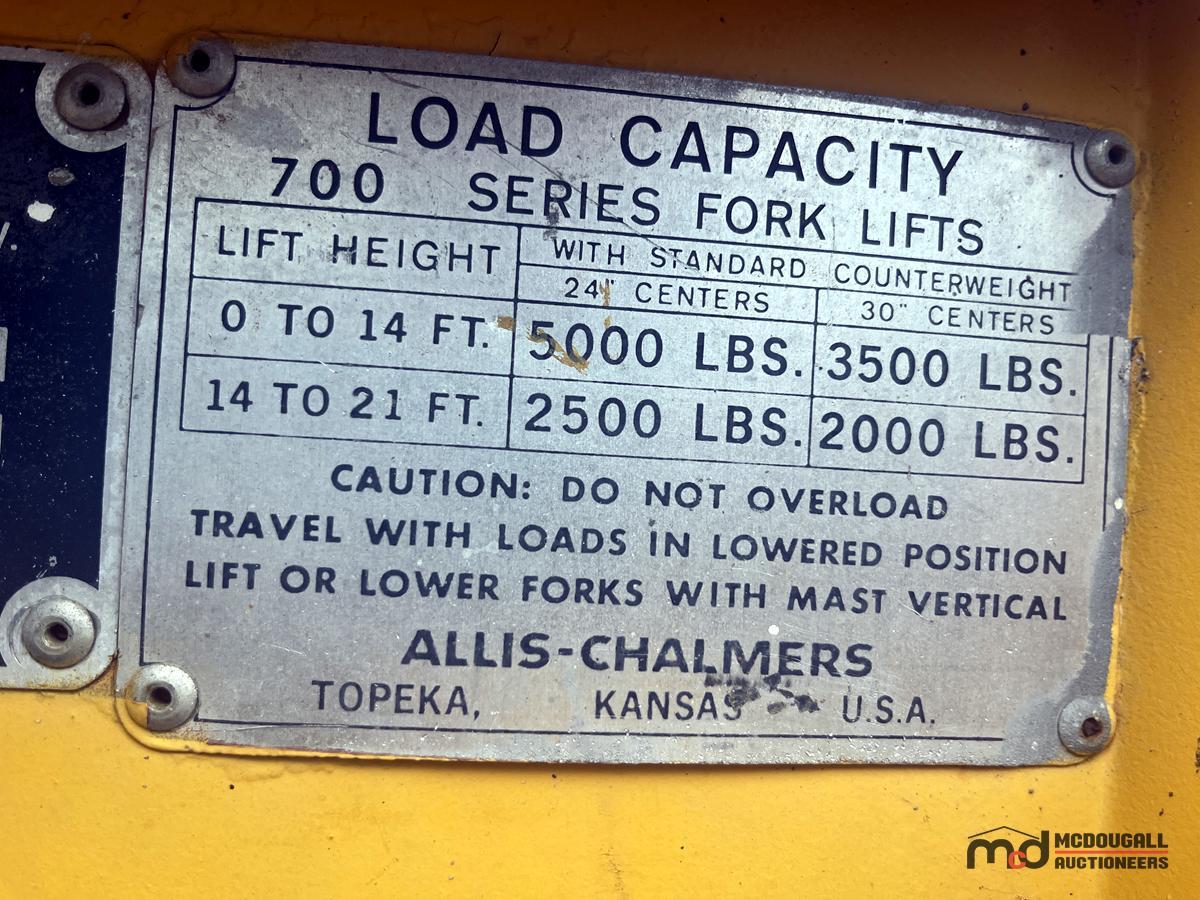 LOAD CAPACITY
700 SERIES FORK LIFTS
LIFT HEIGHT
WITH STANDARD COUNTERWEIGHT
24" CENTERS
30" CENTERS
0 TO 14 FT. 5000 LBS. 3500 LBS.
14 TO 21 FT. 2500 LBS. 2000 LBS.
CAUTION: DO NOT OVERLOAD
TRAVEL WITH LOADS IN LOWERED POSITION
LIFT OR LOWER FORKS WITH MAST VERTICAL
ALLIS-CHALMERS
TOPEKA, KANSAS U.S.A.
mcd MCDOUGALL
AUCTIONEERS